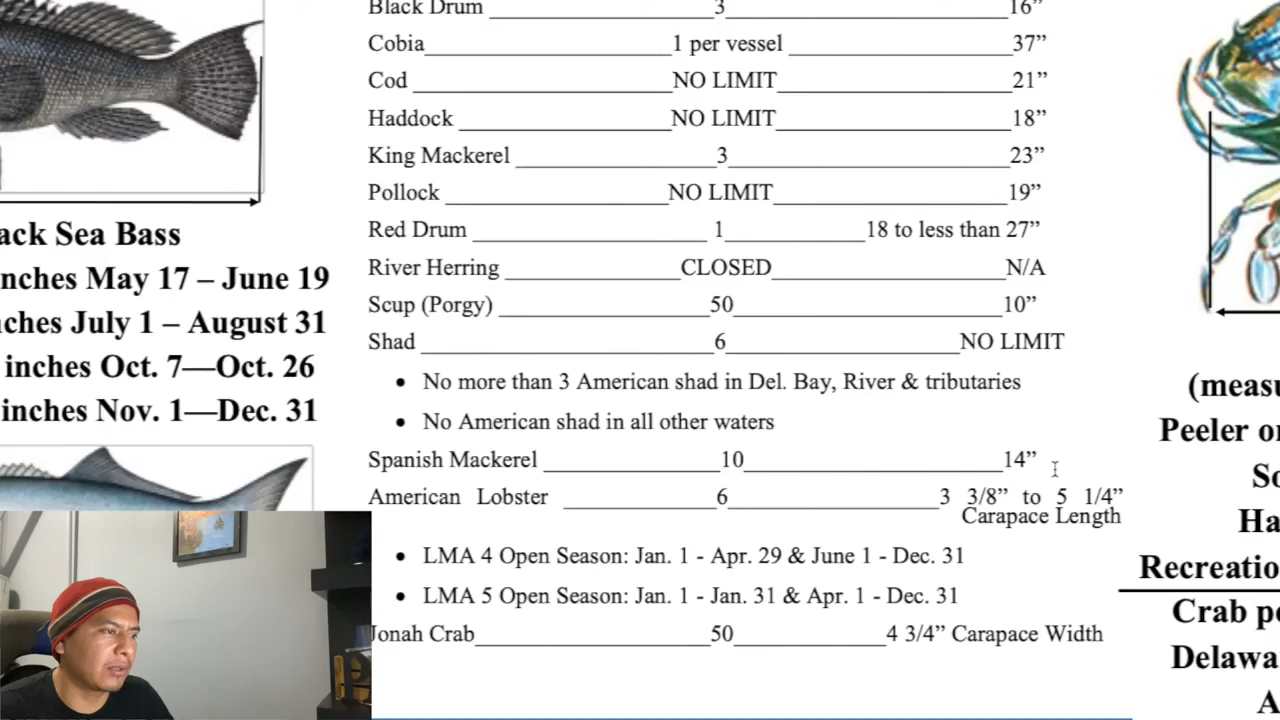 Black Drum 3 16”
Cobia 1 per vessel 37”
Cod NO LIMIT 21”
Haddock NO LIMIT 18”
King Mackerel 3 23”
Pollock NO LIMIT 19”
Red Drum 1 18 to less than 27”
River Herring CLOSED N/A
Scup (Porgy) 50 10”
Shad 6 NO LIMIT
• No more than 3 American shad in Del. Bay, River & tributaries
• No American shad in all other waters
Spanish Mackerel 10 14”
American Lobster 6 3 3/8” to 5 1/4”
Carapace Length
• LMA 4 Open Season: Jan. 1 - Apr. 29 & June 1 - Dec. 31
• LMA 5 Open Season: Jan. 1 - Jan. 31 & Apr. 1 - Dec. 31
Jonah Crab 50 4 3/4” Carapace Width
ack Sea Bass
nches May 17 – June 19
ches July 1 – August 31
inches Oct. 7—Oct. 26
inches Nov. 1—Dec. 31
(measu
Peeler or
So
Ha
Recreatio
Crab po
Delawa
A